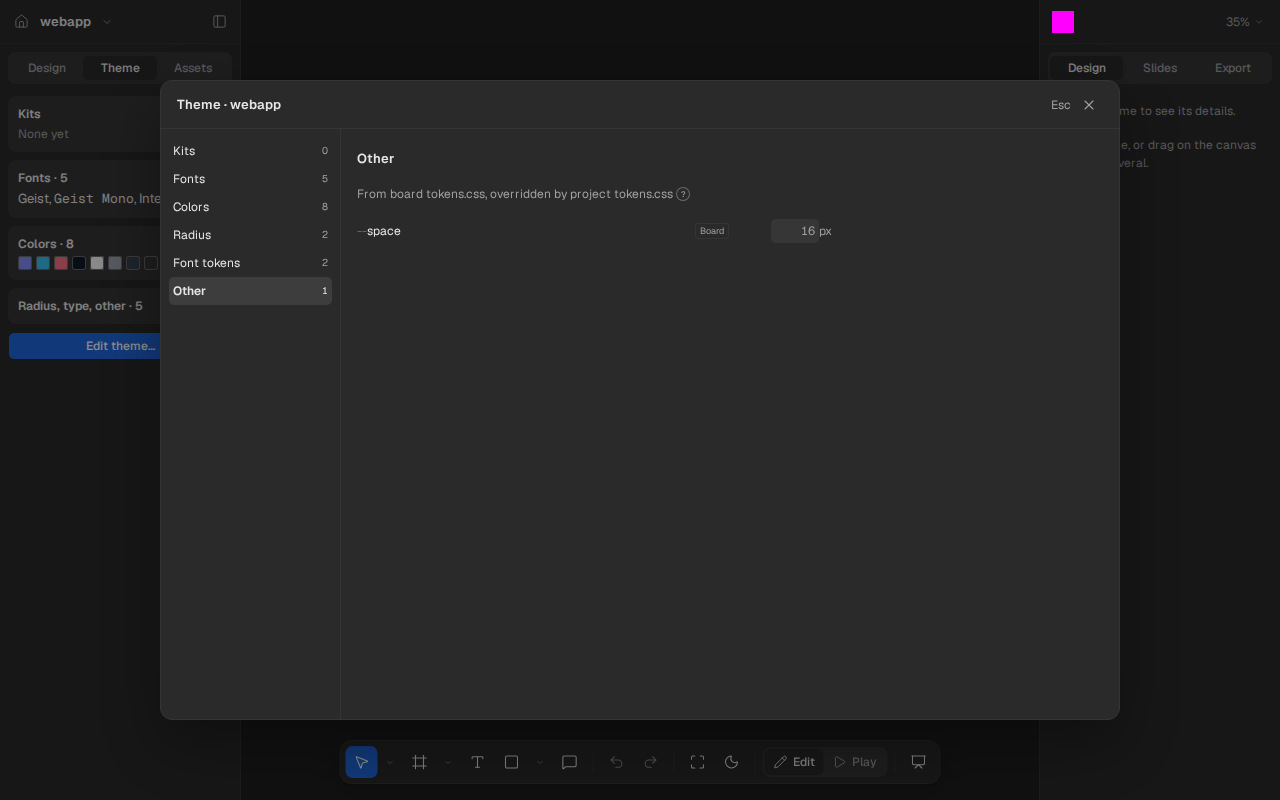 webapp
35%
Design Theme Assets
Design Slides Export
Kits
None yet
Fonts · 5
Geist, Geist Mono, Inte
Colors · 8
Radius, type, other · 5
Edit theme…
me to see its details.
e, or drag on the canvas
veral.
Theme · webapp
Esc
Kits 0
Fonts 5
Colors 8
Radius 2
Font tokens 2
Other 1
Other
From board tokens.css, overridden by project tokens.css ?
--space Board 16 px
Edit Play